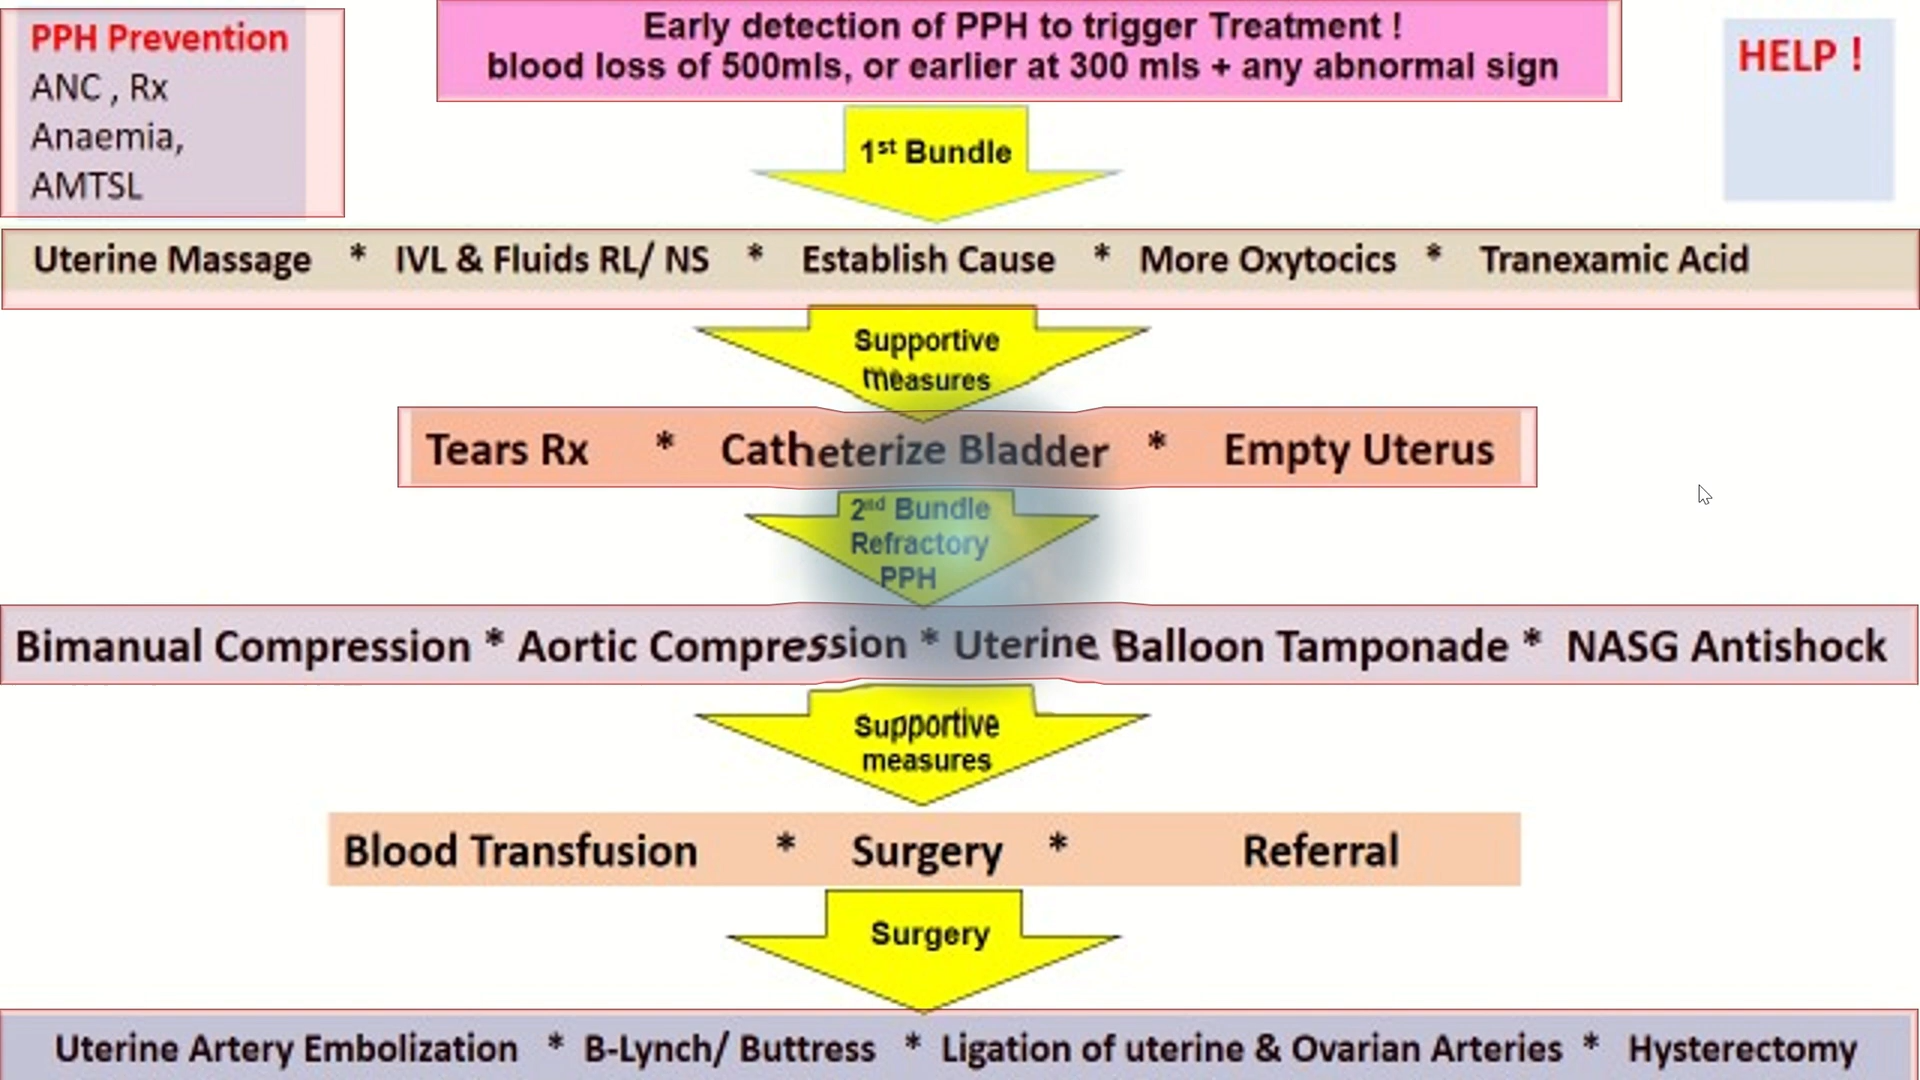 PPH Prevention
ANC , Rx
Anaemia,
AMTSL
Early detection of PPH to trigger Treatment !
blood loss of 500mls, or earlier at 300 mls + any abnormal sign
HELP !
1st Bundle
Uterine Massage * IVL & Fluids RL/ NS * Establish Cause * More Oxytocics * Tranexamic Acid
Supportive
measures
Tears Rx * Catheterize Bladder * Empty Uterus
2nd Bundle
Refractory
PPH
Bimanual Compression * Aortic Compression * Uterine Balloon Tamponade * NASG Antishock
Supportive
measures
Blood Transfusion * Surgery * Referral
Surgery
Uterine Artery Embolization * B-Lynch/ Buttress * Ligation of uterine & Ovarian Arteries * Hysterectomy